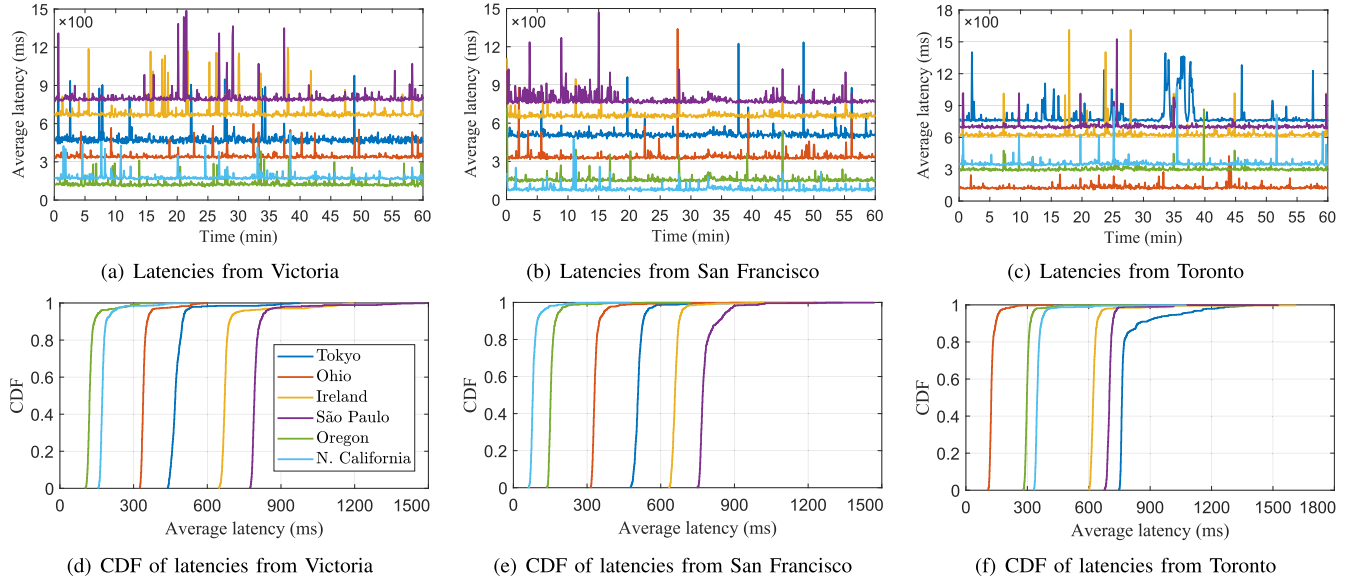 ×100
15
12
9
6
3
0
Average latency (ms)
0 5 10 15 20 25 30 35 40 45 50 55 60
Time (min)
(a) Latencies from Victoria
×100
15
12
9
6
3
0
Average latency (ms)
0 5 10 15 20 25 30 35 40 45 50 55 60
Time (min)
(b) Latencies from San Francisco
×100
18
15
12
9
6
3
0
Average latency (ms)
0 5 10 15 20 25 30 35 40 45 50 55 60
Time (min)
(c) Latencies from Toronto
1
0.8
0.6
0.4
0.2
0
CDF
Tokyo
Ohio
Ireland
São Paulo
Oregon
N. California
0 300 600 900 1200 1500
Average latency (ms)
(d) CDF of latencies from Victoria
1
0.8
0.6
0.4
0.2
0
CDF
0 300 600 900 1200 1500
Average latency (ms)
(e) CDF of latencies from San Francisco
1
0.8
0.6
0.4
0.2
0
CDF
0 300 600 900 1200 1500 1800
Average latency (ms)
(f) CDF of latencies from Toronto